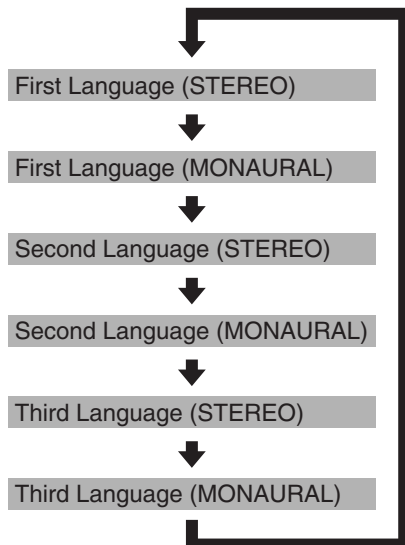 First Language (STEREO)
First Language (MONAURAL)
Second Language (STEREO)
Second Language (MONAURAL)
Third Language (STEREO)
Third Language (MONAURAL)